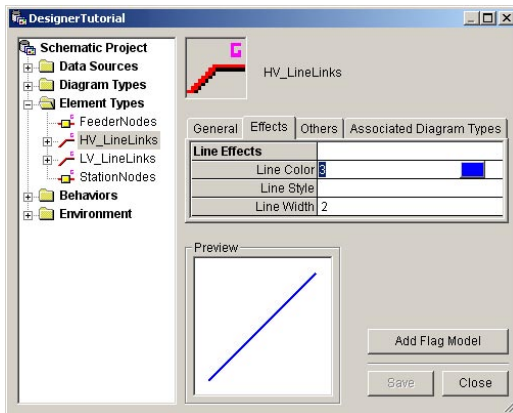 DesignerTutorial
Schematic Project
Data Sources
Diagram Types
Element Types
FeederNodes
HV_LineLinks
LV_LineLinks
StationNodes
Behaviors
Environment
G
HV_LineLinks
General Effects Others Associated Diagram Types
Line Effects
Line Color 3
Line Style
Line Width 2
Preview
Add Flag Model
Save Close